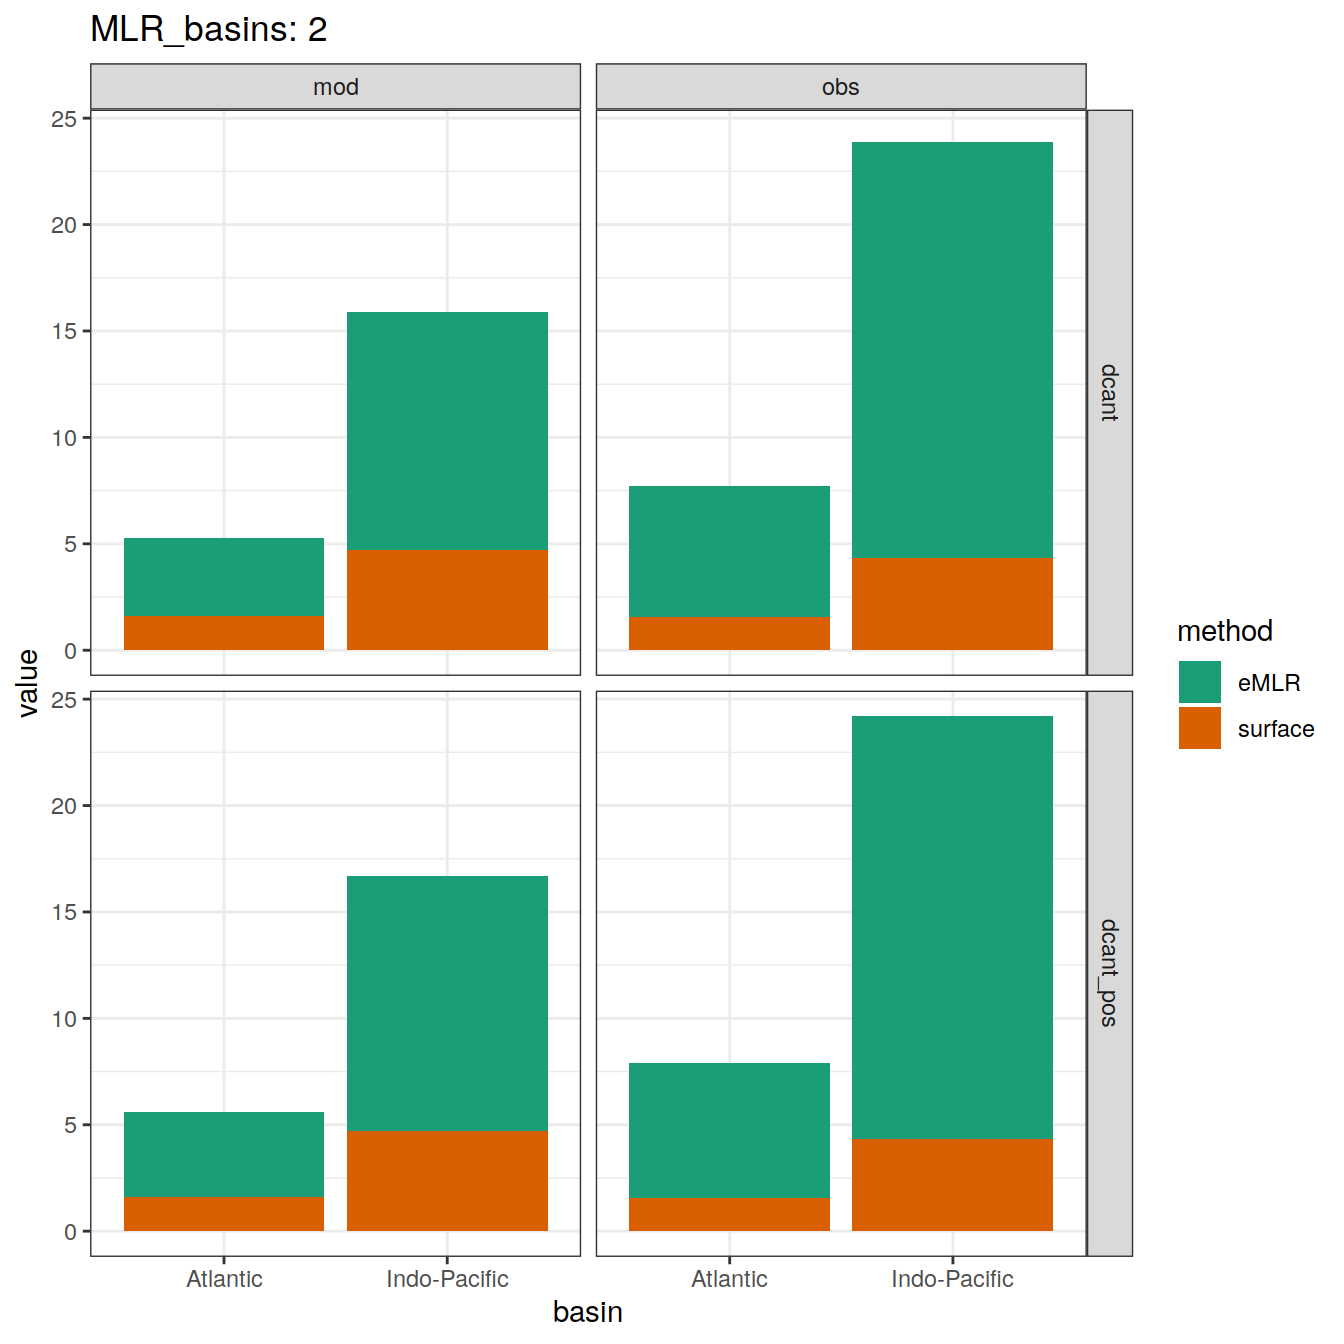 MLR_basins: 2
mod
obs
25
20
15
10
5
0
dcant
25
20
15
10
5
0
dcant_pos
value
Atlantic
Indo-Pacific
Atlantic
Indo-Pacific
basin
method
eMLR
surface